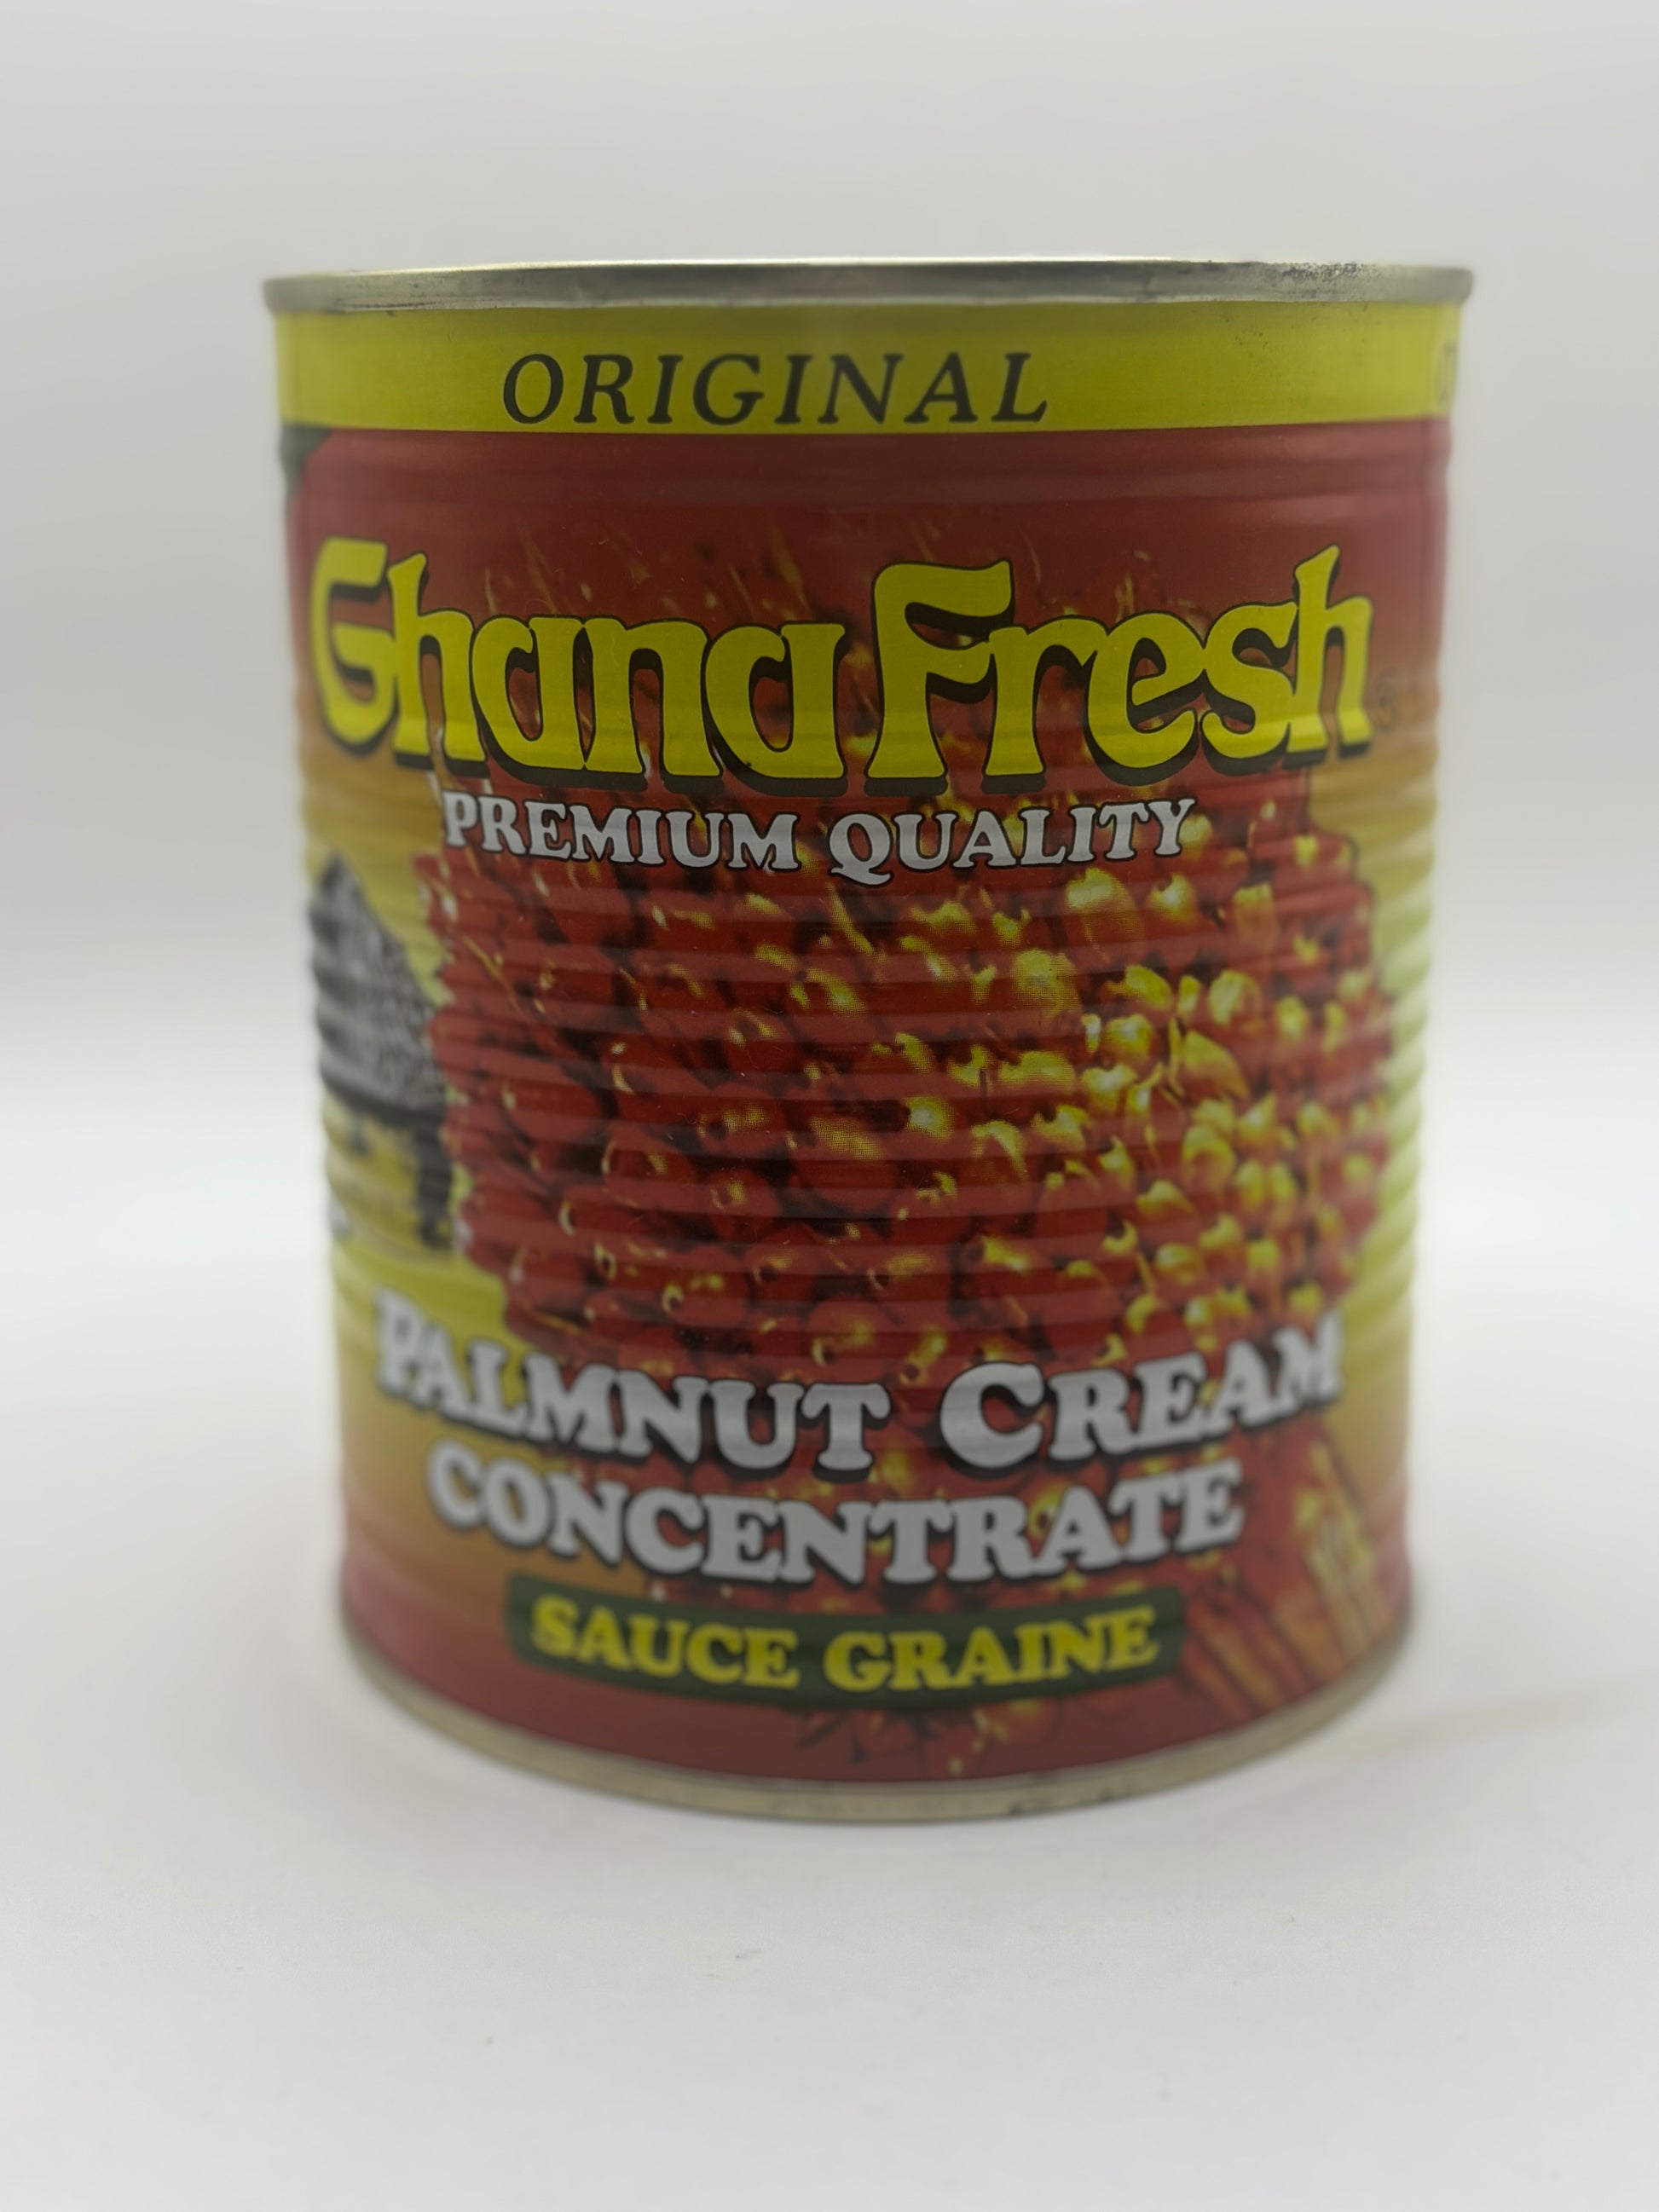 ORIGINAL
Ghana Fresh
PREMIUM QUALITY
PALMNUT CREAM
CONCENTRATE
SAUCE GRAINE